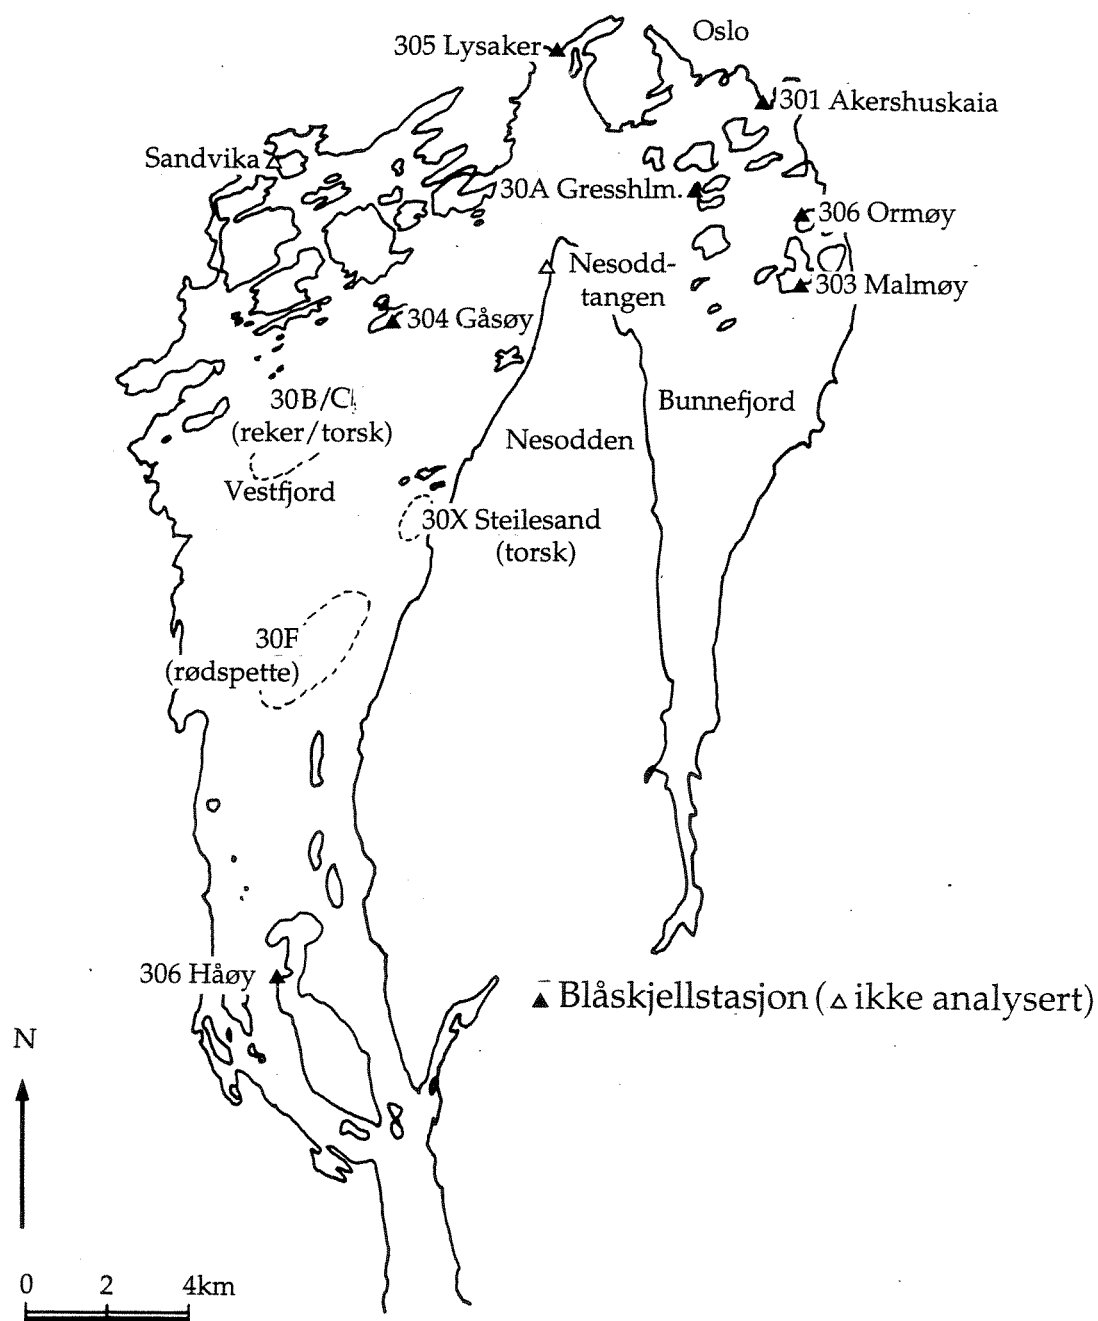 Oslo
305 Lysaker
301 Akershuskaia
Sandvika
30A Gresshlm.
306 Ormøy
Nesodd-
tangen
303 Malmøy
304 Gåsøy
30B/C
(reker/torsk)
Bunnefjord
Nesodden
Vestfjord
30X Steilesand
(torsk)
30F
(rødspette)
306 Håøy
▲ Blåskjellstasjon (△ ikke analysert)
N
0 2 4km